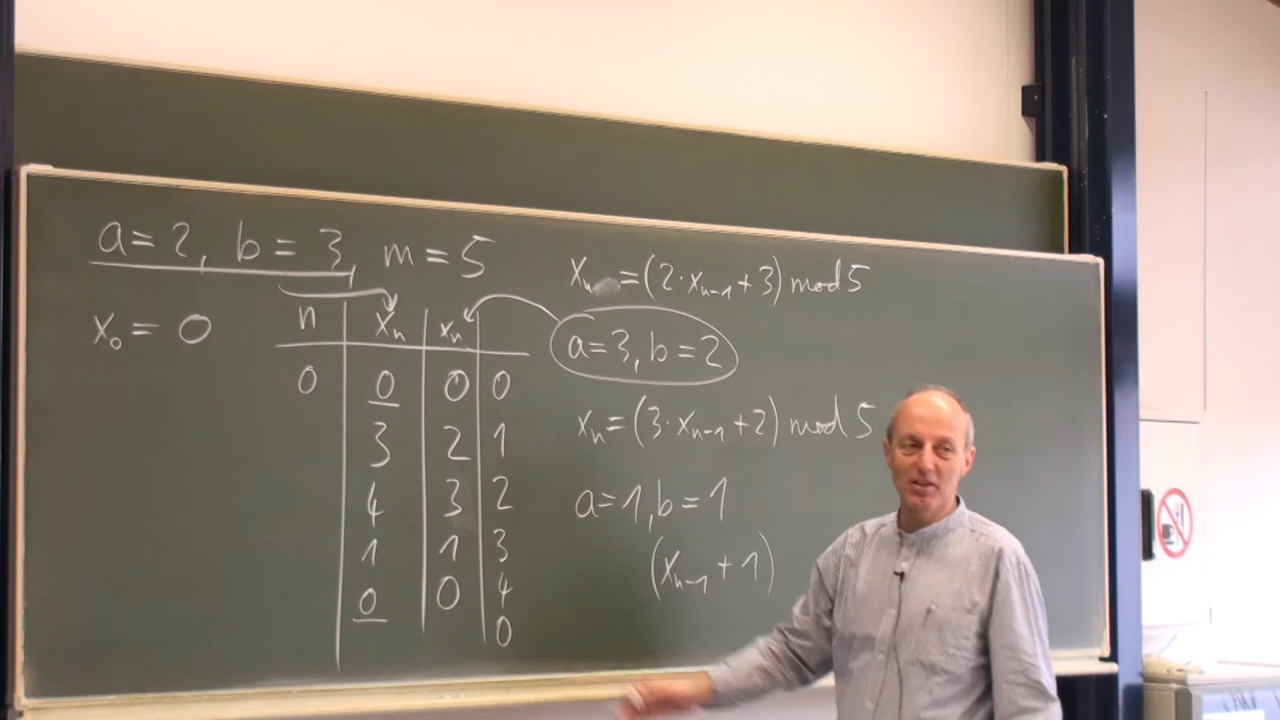 a=2, b=3, m=5
x₀=0
n xₙ xₙ
0 0 0 0
3 2 1
4 3 2
1 1 3
0 0 4
0
xₙ=(2·xₙ₋₁+3) mod 5
a=3, b=2
xₙ=(3·xₙ₋₁+2) mod 5
a=1, b=1
(xₙ₋₁+1)